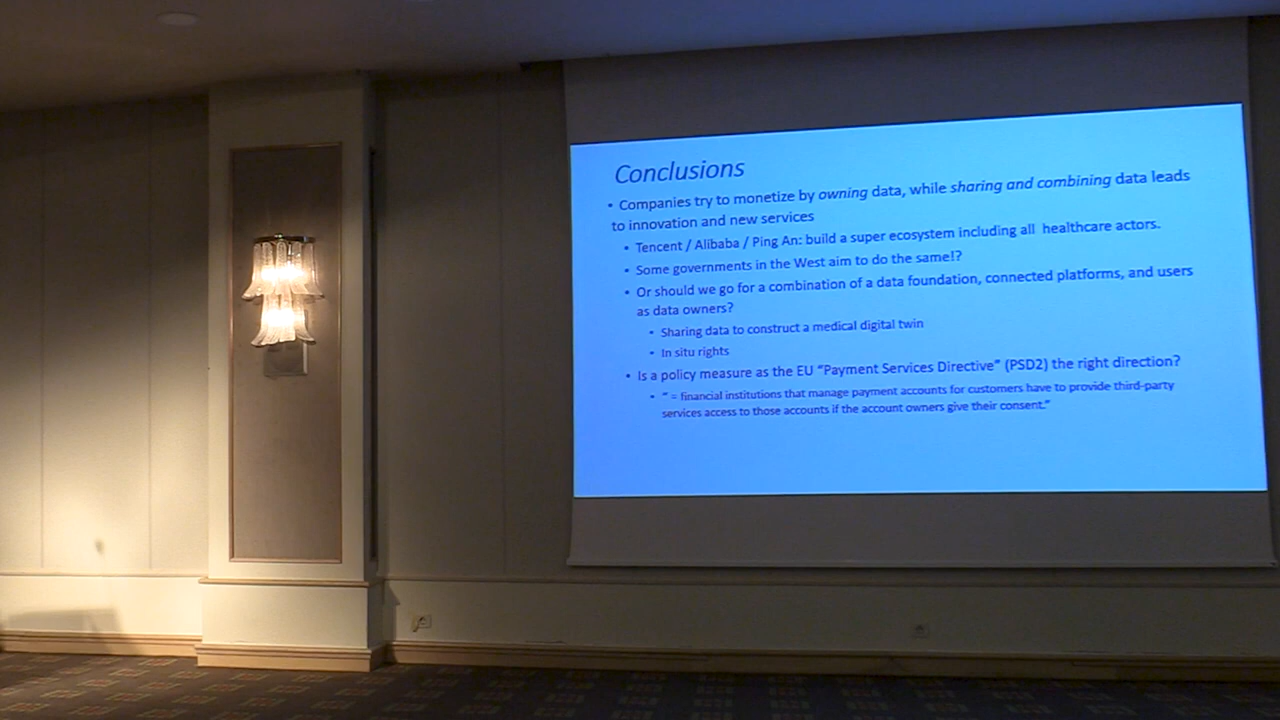 Conclusions
• Companies try to monetize by owning data, while sharing and combining data leads
to innovation and new services
• Tencent / Alibaba / Ping An: build a super ecosystem including all healthcare actors.
• Some governments in the West aim to do the same!?
• Or should we go for a combination of a data foundation, connected platforms, and users
as data owners?
• Sharing data to construct a medical digital twin
• In situ rights
• Is a policy measure as the EU “Payment Services Directive” (PSD2) the right direction?
• “ = financial institutions that manage payment accounts for customers have to provide third-party
services access to those accounts if the account owners give their consent.”